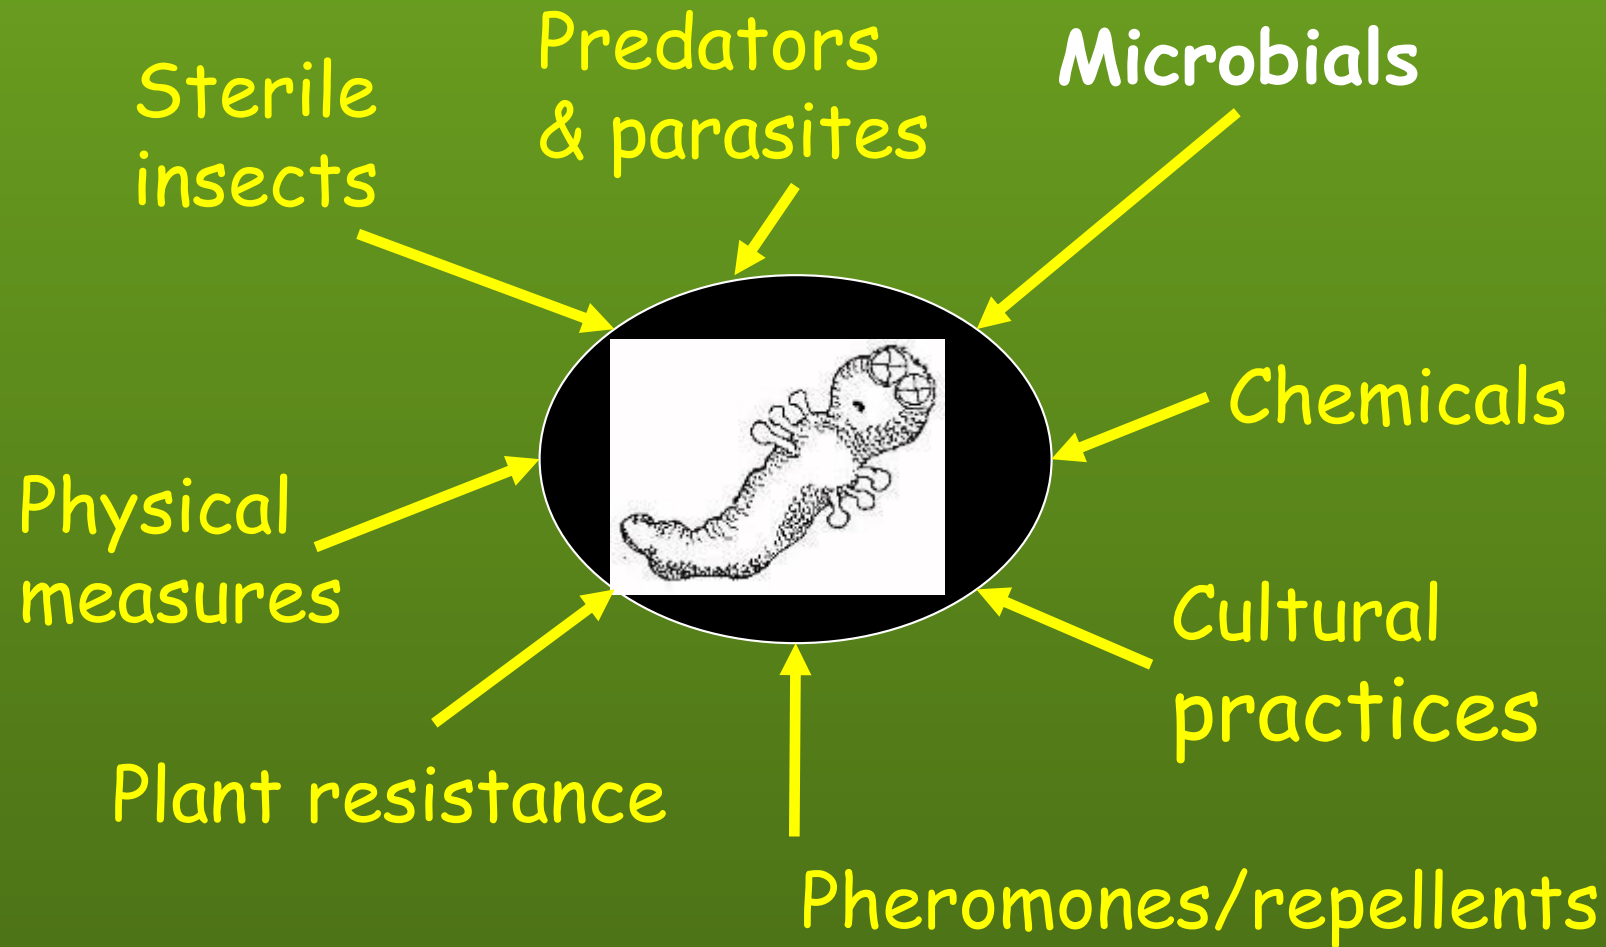 Sterile
insects
Predators
& parasites
Microbials
Chemicals
Physical
measures
Cultural
practices
Plant resistance
Pheromones/repellents